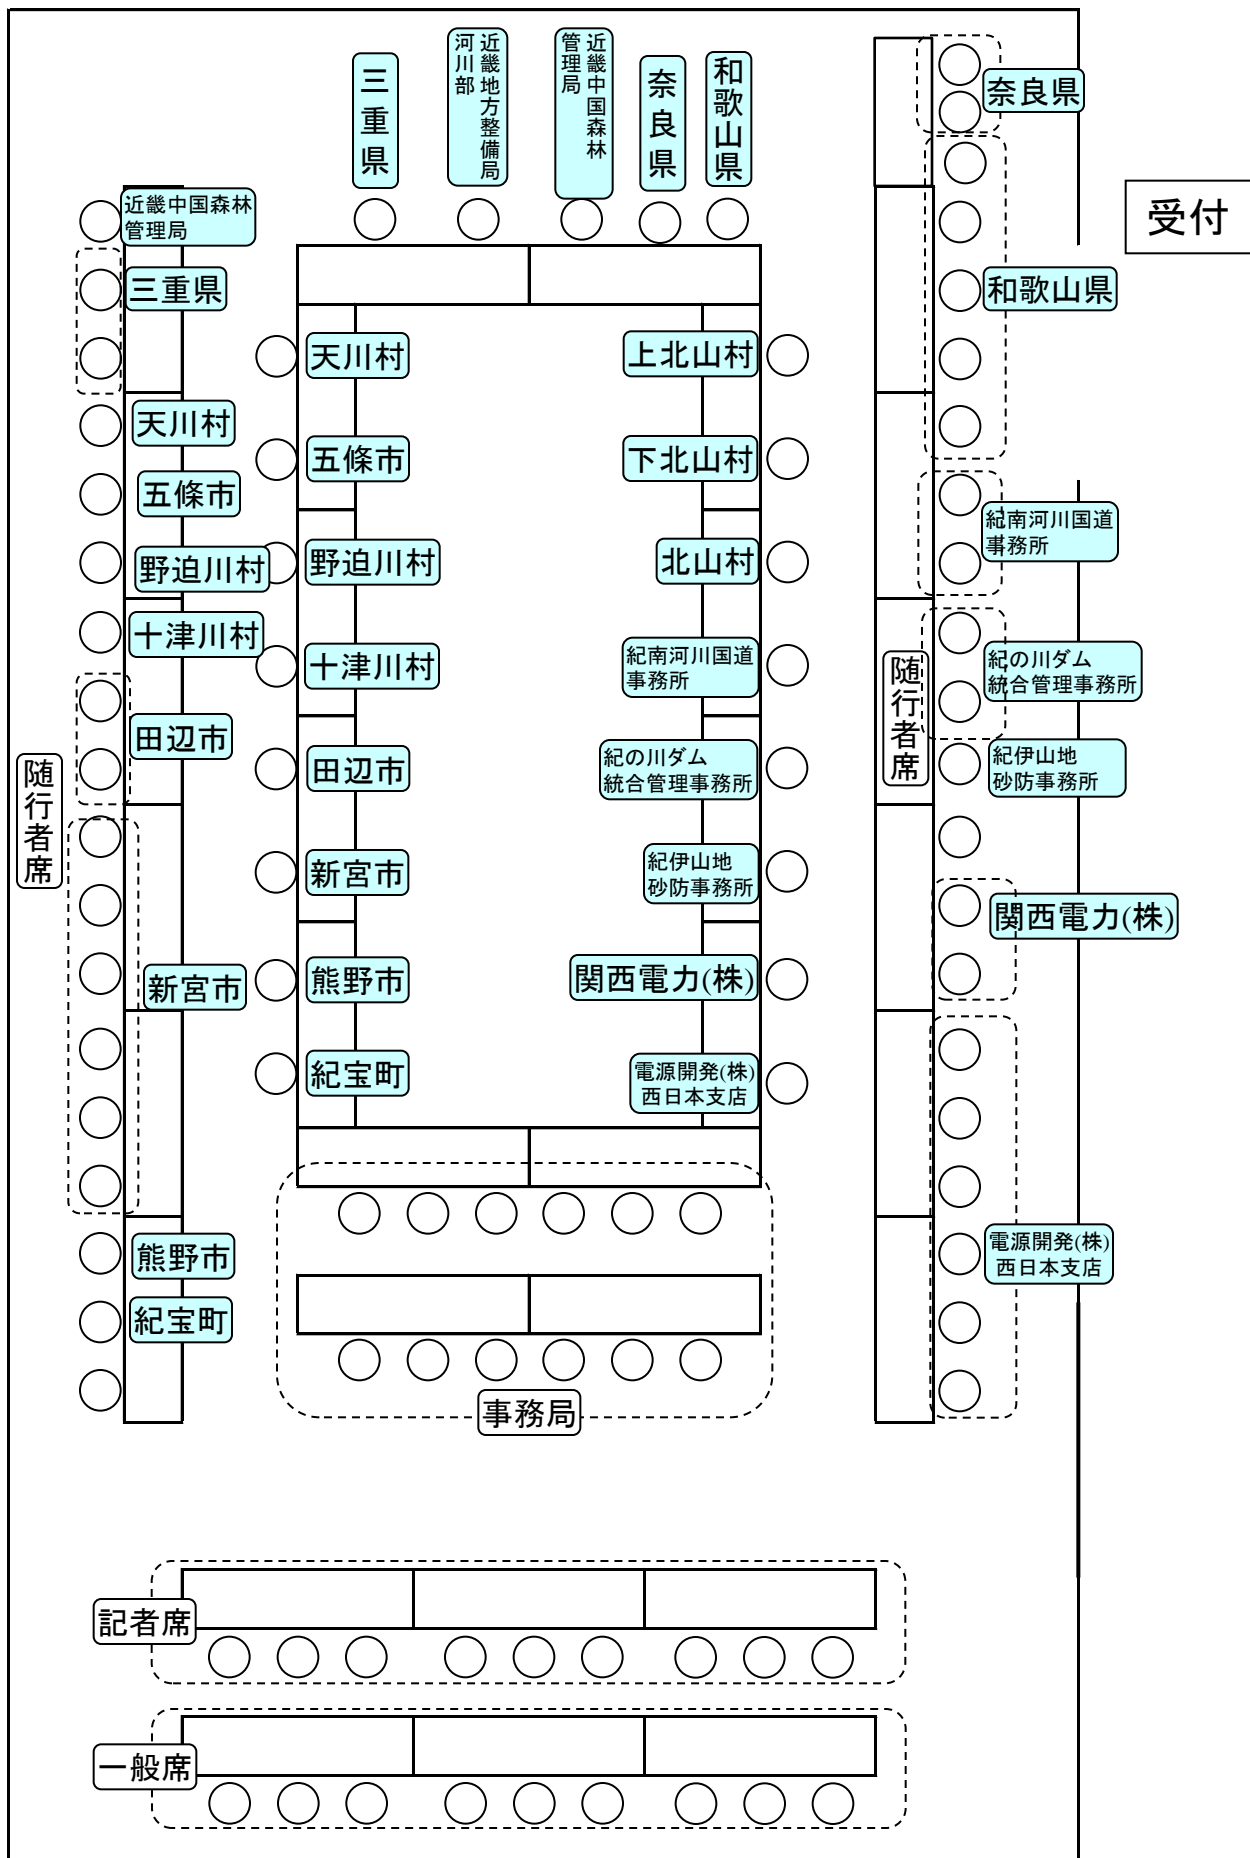 三重県
近畿地方整備局
河川部
近畿中国森林
管理局
奈良県
和歌山県
奈良県
受付
近畿中国森林
管理局
三重県
和歌山県
天川村
上北山村
天川村
五條市
下北山村
五條市
紀南河川国道
事務所
野迫川村
野迫川村
北山村
十津川村
十津川村
紀南河川国道
事務所
随行者席
紀の川ダム
統合管理事務所
田辺市
田辺市
紀の川ダム
統合管理事務所
紀伊山地
砂防事務所
随行者席
新宮市
紀伊山地
砂防事務所
関西電力(株)
新宮市
熊野市
関西電力(株)
紀宝町
電源開発(株)
西日本支店
熊野市
電源開発(株)
西日本支店
紀宝町
事務局
記者席
一般席